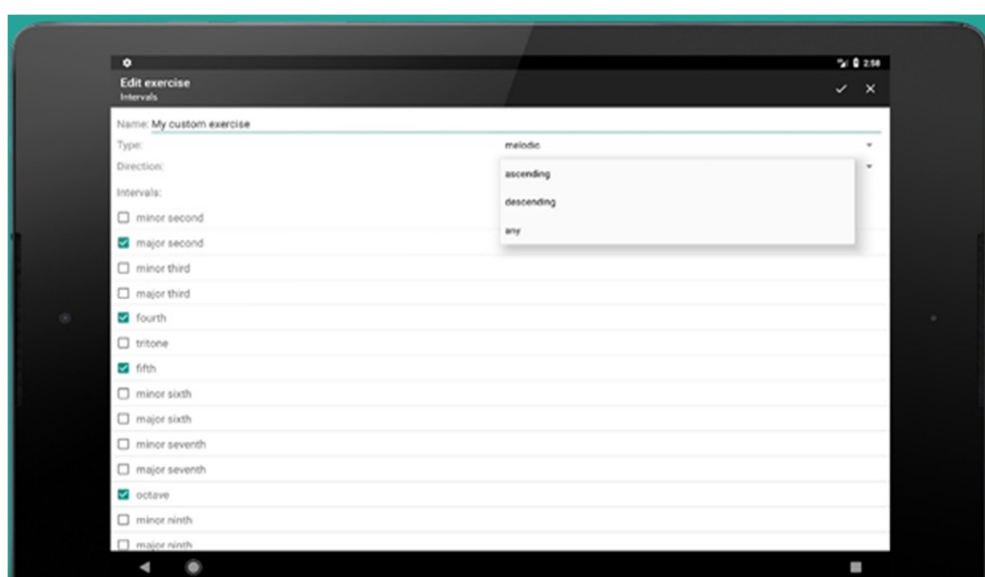 2:58
Edit exercise
Intervals
Name: My custom exercise
Type: melodic
Direction:
ascending
Intervals:
descending
minor second
any
major second
minor third
major third
fourth
tritone
fifth
minor sixth
major sixth
minor seventh
major seventh
octave
minor ninth
major ninth